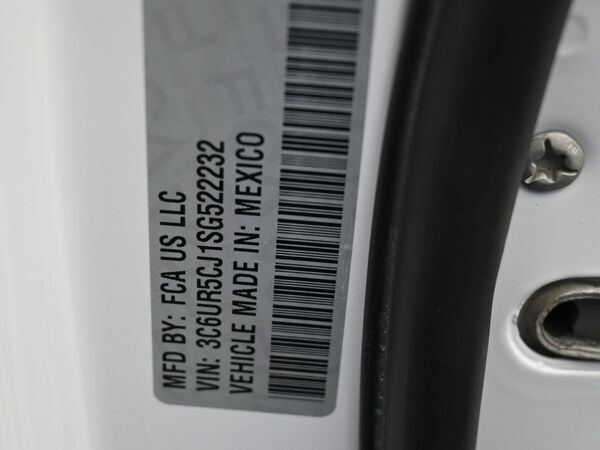 MFD BY: FCA US LLC
VIN: 3C6UR5CJ1SG522232
VEHICLE MADE IN: MEXICO